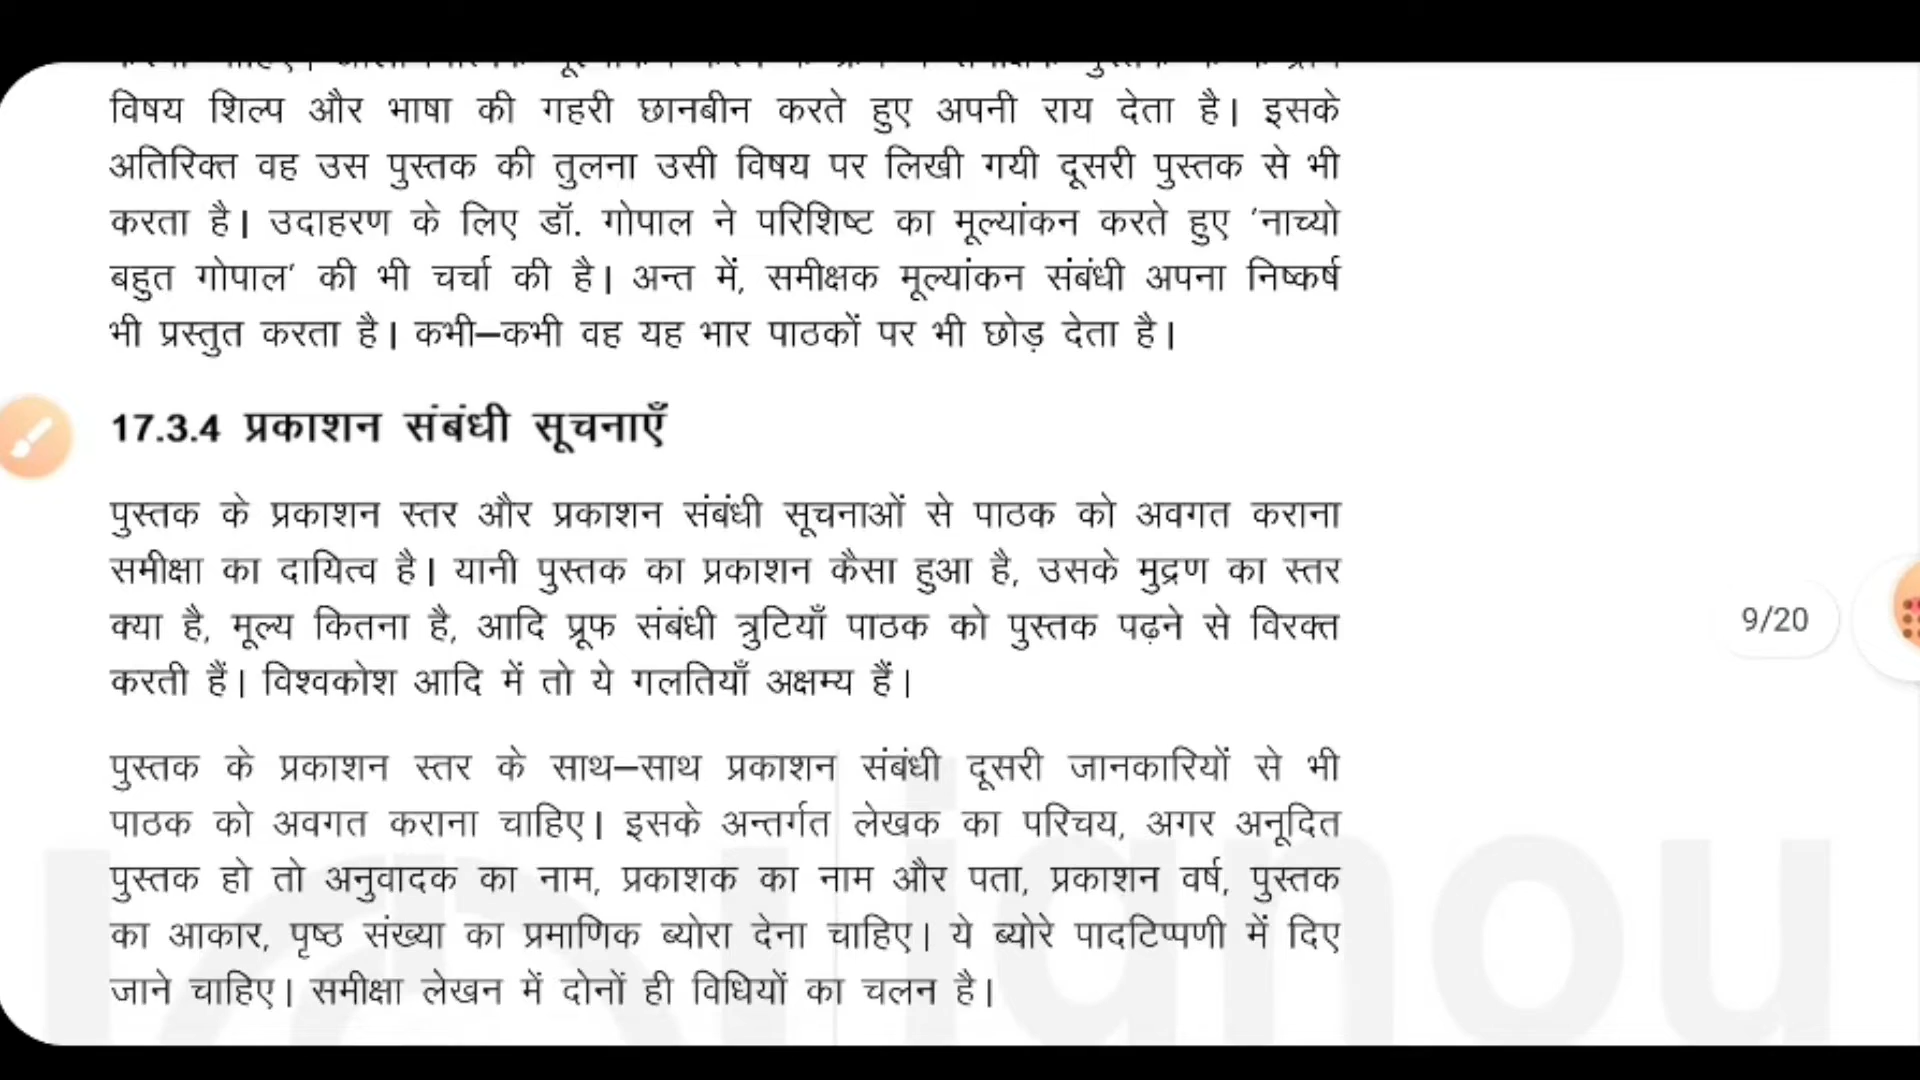 विषय शिल्प और भाषा की गहरी छानबीन करते हुए अपनी राय देता है। इसके
अतिरिक्त वह उस पुस्तक की तुलना उसी विषय पर लिखी गयी दूसरी पुस्तक से भी
करता है। उदाहरण के लिए डॉ. गोपाल ने परिशिष्ट का मूल्यांकन करते हुए 'नाच्यो
बहुत गोपाल' की भी चर्चा की है। अन्त में, समीक्षक मूल्यांकन संबंधी अपना निष्कर्ष
भी प्रस्तुत करता है। कभी–कभी वह यह भार पाठकों पर भी छोड़ देता है।
17.3.4 प्रकाशन संबंधी सूचनाएँ
पुस्तक के प्रकाशन स्तर और प्रकाशन संबंधी सूचनाओं से पाठक को अवगत कराना
समीक्षा का दायित्व है। यानी पुस्तक का प्रकाशन कैसा हुआ है, उसके मुद्रण का स्तर
क्या है, मूल्य कितना है, आदि प्रूफ संबंधी त्रुटियाँ पाठक को पुस्तक पढ़ने से विरक्त
करती हैं। विश्वकोश आदि में तो ये गलतियाँ अक्षम्य हैं।
9/20
पुस्तक के प्रकाशन स्तर के साथ–साथ प्रकाशन संबंधी दूसरी जानकारियों से भी
पाठक को अवगत कराना चाहिए। इसके अन्तर्गत लेखक का परिचय, अगर अनूदित
पुस्तक हो तो अनुवादक का नाम, प्रकाशक का नाम और पता, प्रकाशन वर्ष, पुस्तक
का आकार, पृष्ठ संख्या का प्रमाणिक ब्योरा देना चाहिए। ये ब्योरे पादटिप्पणी में दिए
जाने चाहिए। समीक्षा लेखन में दोनों ही विधियों का चलन है।
ignou